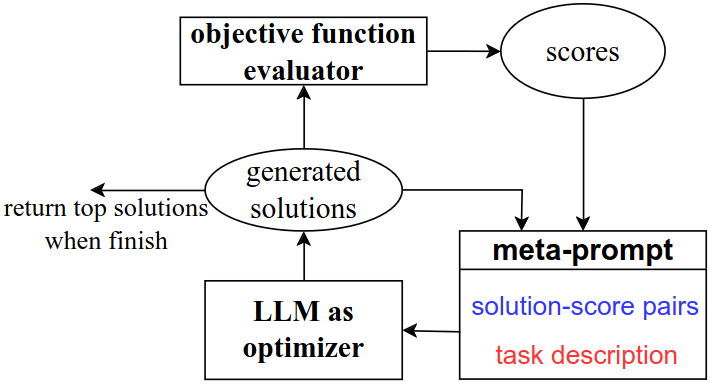 objective function
evaluator
scores
generated
solutions
return top solutions
when finish
meta-prompt
solution-score pairs
task description
LLM as
optimizer